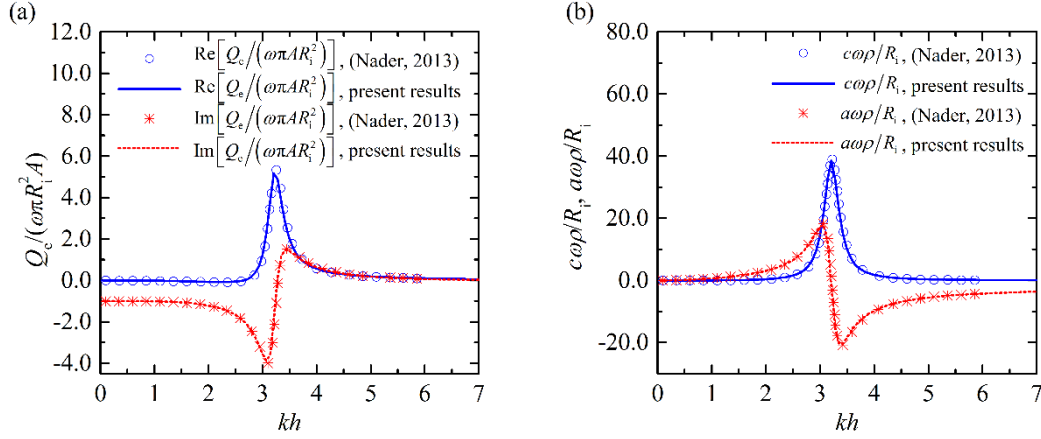 (a)
12.0
10.0
8.0
6.0
4.0
2.0
0.0
-2.0
-4.0
Q_c/(ωπR_i^2A)
Re[Q_c/(ωπAR_i^2)], (Nader, 2013)
Re[Q_e/(ωπAR_i^2)], present results
Im[Q_e/(ωπAR_i^2)], (Nader, 2013)
Im[Q_c/(ωπAR_i^2)], present results
0 1 2 3 4 5 6 7
kh
(b)
80.0
60.0
40.0
20.0
0.0
-20.0
cωρ/R_i, aωρ/R_i
cωρ/R_i, (Nader, 2013)
cωρ/R_i, present results
aωρ/R_i, (Nader, 2013)
aωρ/R_i, present results
0 1 2 3 4 5 6 7
kh